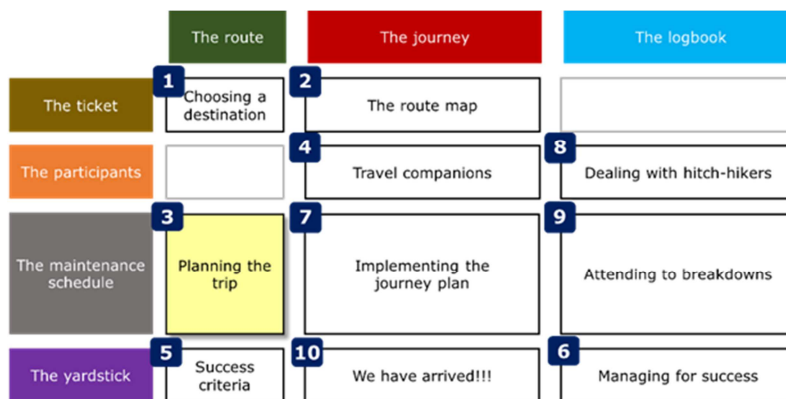 The route
The journey
The logbook
1
2
The ticket
Choosing a
destination
The route map
4
8
The participants
Travel companions
Dealing with hitch-hikers
3
7
9
The maintenance
schedule
Planning the
trip
Implementing the
journey plan
Attending to breakdowns
5
10
6
The yardstick
Success
criteria
We have arrived!!!
Managing for success